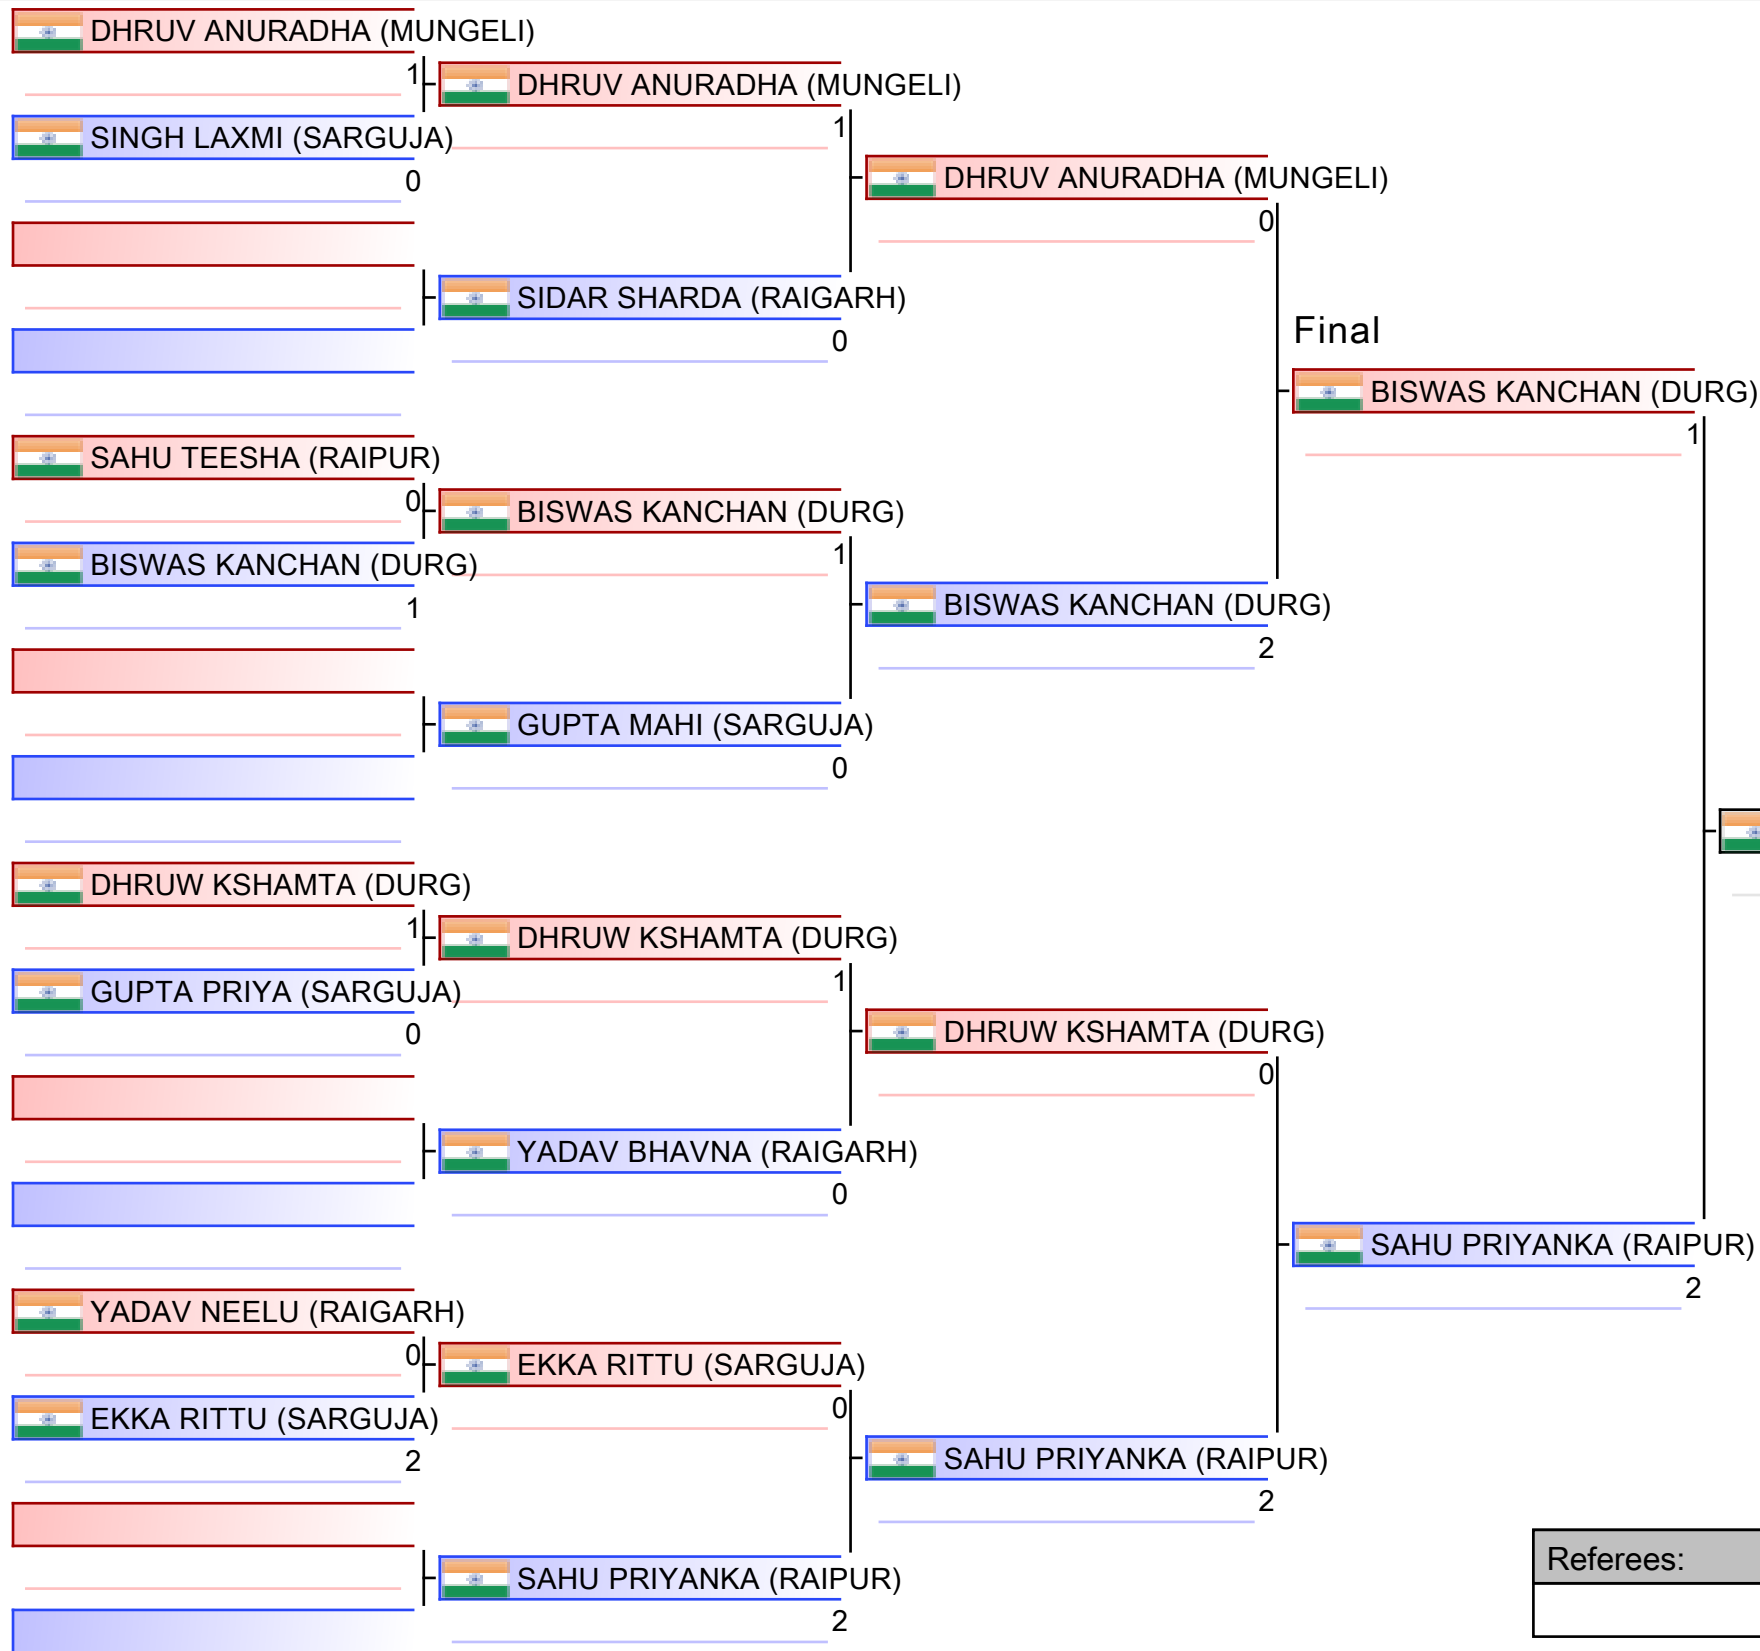 DHRUV ANURADHA (MUNGELI)
1
DHRUV ANURADHA (MUNGELI)
SINGH LAXMI (SARGUJA)
1
0
DHRUV ANURADHA (MUNGELI)
0
SIDAR SHARDA (RAIGARH)
0
Final
BISWAS KANCHAN (DURG)
1
SAHU TEESHA (RAIPUR)
0
BISWAS KANCHAN (DURG)
BISWAS KANCHAN (DURG)
1
1
BISWAS KANCHAN (DURG)
2
GUPTA MAHI (SARGUJA)
0
DHRUW KSHAMTA (DURG)
1
DHRUW KSHAMTA (DURG)
GUPTA PRIYA (SARGUJA)
1
0
DHRUW KSHAMTA (DURG)
0
YADAV BHAVNA (RAIGARH)
0
SAHU PRIYANKA (RAIPUR)
2
YADAV NEELU (RAIGARH)
0
EKKA RITTU (SARGUJA)
EKKA RITTU (SARGUJA)
0
2
SAHU PRIYANKA (RAIPUR)
2
SAHU PRIYANKA (RAIPUR)
2
Referees: